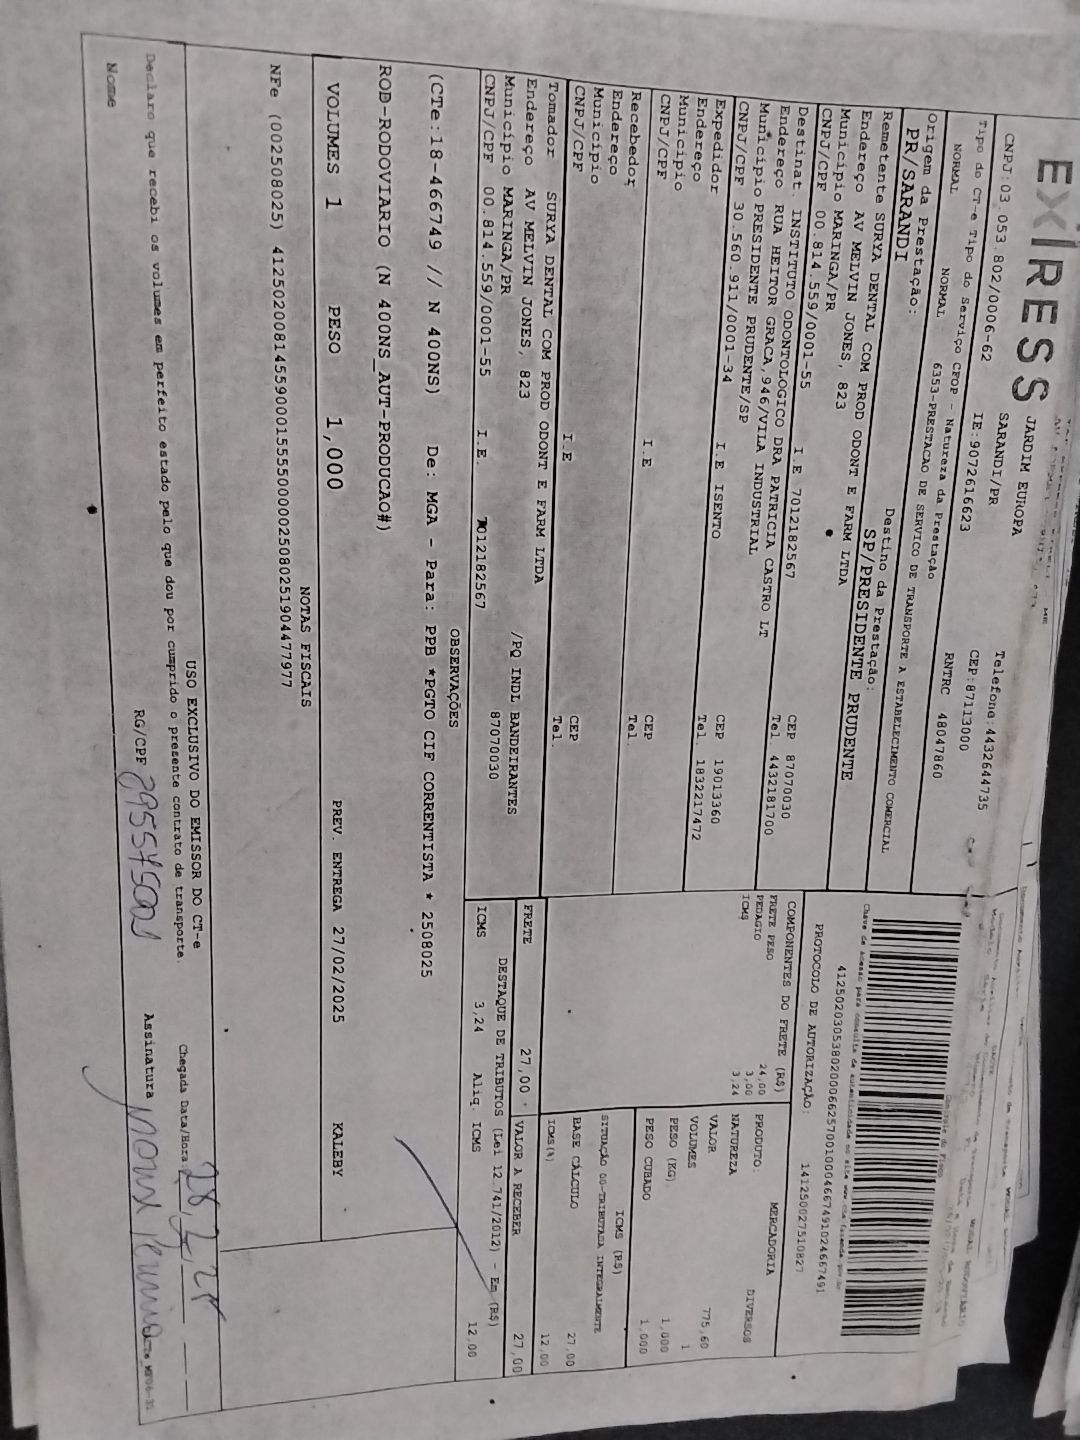 EX|RESS
JARDIM EUROPA
CNPJ:03.053.802/0006-62 SARANDI/PR Telefone:4432644735
IE:9072616623 CEP:87113000
Tipo do CT-e Tipo do Serviço CFOP - Natureza da Prestação RNTRC 48047860
NORMAL NORMAL 6353-PRESTACAO DE SERVICO DE TRANSPORTE A ESTABELECIMENTO COMERCIAL
Origem da Prestação: Destino da Prestação:
PR/SARANDI SP/PRESIDENTE PRUDENTE
Remetente SURYA DENTAL COM PROD ODONT E FARM LTDA
Endereço AV MELVIN JONES, 823
Município MARINGA/PR CEP 87070030
CNPJ/CPF 00.814.559/0001-55 I.E 7012182567 Tel. 4432181700
Destinat. INSTITUTO ODONTOLOGICO DRA PATRICIA CASTRO LT
Endereço RUA HEITOR GRACA,946/VILA INDUSTRIAL
Município PRESIDENTE PRUDENTE/SP CEP 19013360
CNPJ/CPF 30.560.911/0001-34 I.E ISENTO Tel. 1832217472
Expedidor
Endereço
Município CEP
CNPJ/CPF I.E Tel.
Recebedor
Endereço
Município CEP
CNPJ/CPF I.E Tel.
Tomador SURYA DENTAL COM PROD ODONT E FARM LTDA
Endereço AV MELVIN JONES, 823 /PQ INDL BANDEIRANTES
Município MARINGA/PR 87070030
CNPJ/CPF 00.814.559/0001-55 I.E. 7012182567
Chave de acesso para consulta de autenticidade no site
41250203053802000662570010004667491024667491
PROTOCOLO DE AUTORIZAÇÃO: 141250027510827
COMPONENTES DO FRETE (R$)
FRETE PESO 24,00
PEDAGIO 3,00
ICMS 3,24
PRODUTO: MERCADORIA
NATUREZA DIVERSOS
VALOR 775,60
VOLUMES 1
PESO (KG) 1,000
PESO CUBADO 1,000
ICMS (R$)
SITUAÇÃO 00-TRIBUTADA INTEGRALMENTE
BASE CÁLCULO 27,00
ICMS(%) 12,00
FRETE 27,00 VALOR A RECEBER 27,00
DESTAQUE DE TRIBUTOS (Lei 12.741/2012) - Em (R$)
ICMS 3,24 Aliq. ICMS 12,00
OBSERVAÇÕES
(CTe:18-466749 // N 400NS) De: MGA - Para: PPB *PGTO CIF CORRENTISTA * 2508025
ROD-RODOVIARIO (N 400NS_AUT-PRODUCAO#)
VOLUMES 1 PESO 1,000 PREV. ENTREGA 27/02/2025 KALEBY
NOTAS FISCAIS
NFe (002508025) 41250200814559000155550000025080251904477977
USO EXCLUSIVO DO EMISSOR DO CT-e
Declaro que recebi os volumes em perfeito estado pelo que dou por cumprido o presente contrato de transporte. Chegada Data/Hora
Nome RG/CPF Assinatura